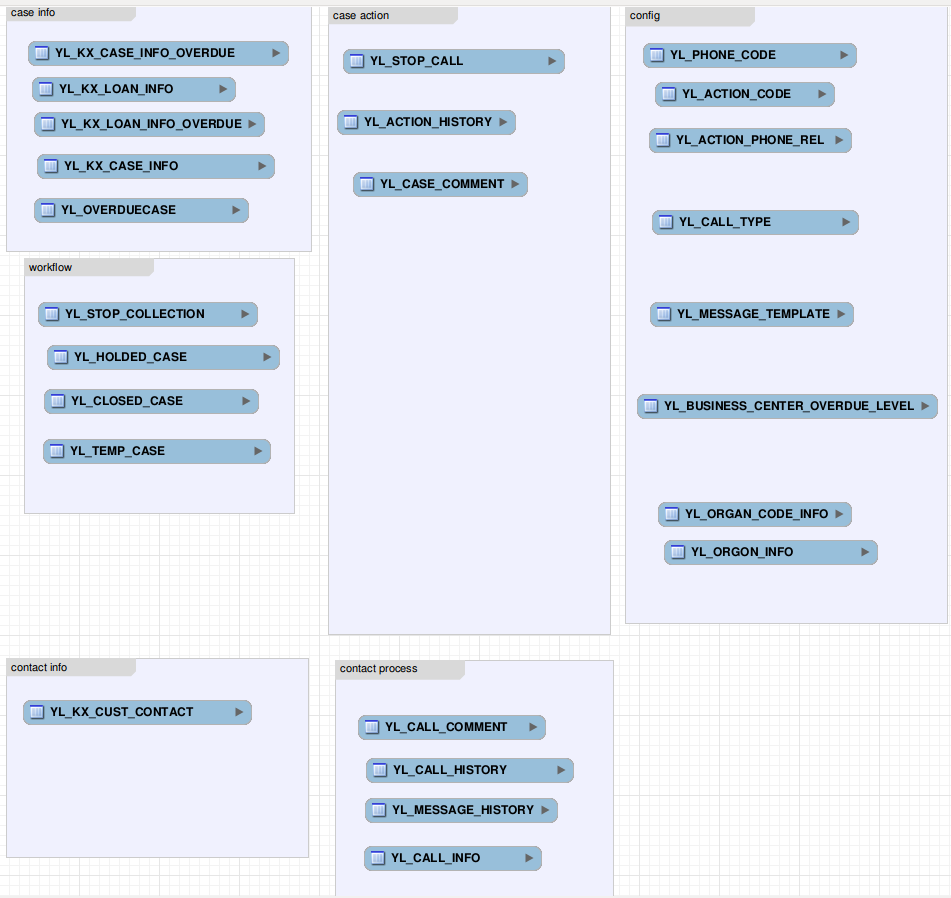 case info
YL_KX_CASE_INFO_OVERDUE
YL_KX_LOAN_INFO
YL_KX_LOAN_INFO_OVERDUE
YL_KX_CASE_INFO
YL_OVERDUECASE
workflow
YL_STOP_COLLECTION
YL_HOLDED_CASE
YL_CLOSED_CASE
YL_TEMP_CASE
case action
YL_STOP_CALL
YL_ACTION_HISTORY
YL_CASE_COMMENT
config
YL_PHONE_CODE
YL_ACTION_CODE
YL_ACTION_PHONE_REL
YL_CALL_TYPE
YL_MESSAGE_TEMPLATE
YL_BUSINESS_CENTER_OVERDUE_LEVEL
YL_ORGAN_CODE_INFO
YL_ORGON_INFO
contact info
YL_KX_CUST_CONTACT
contact process
YL_CALL_COMMENT
YL_CALL_HISTORY
YL_MESSAGE_HISTORY
YL_CALL_INFO